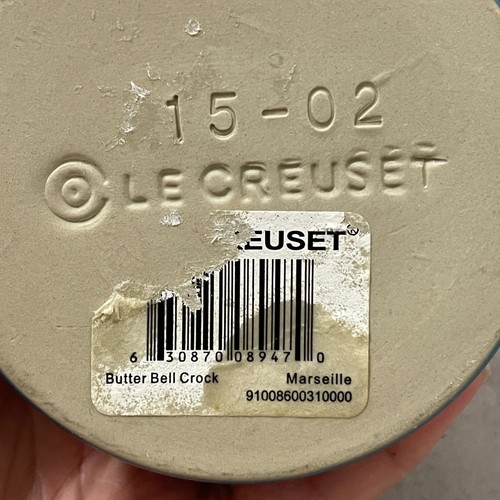 15-02
LE CREUSET
REUSET®
6 30870 08947 0
Butter Bell Crock Marseille
91008600310000